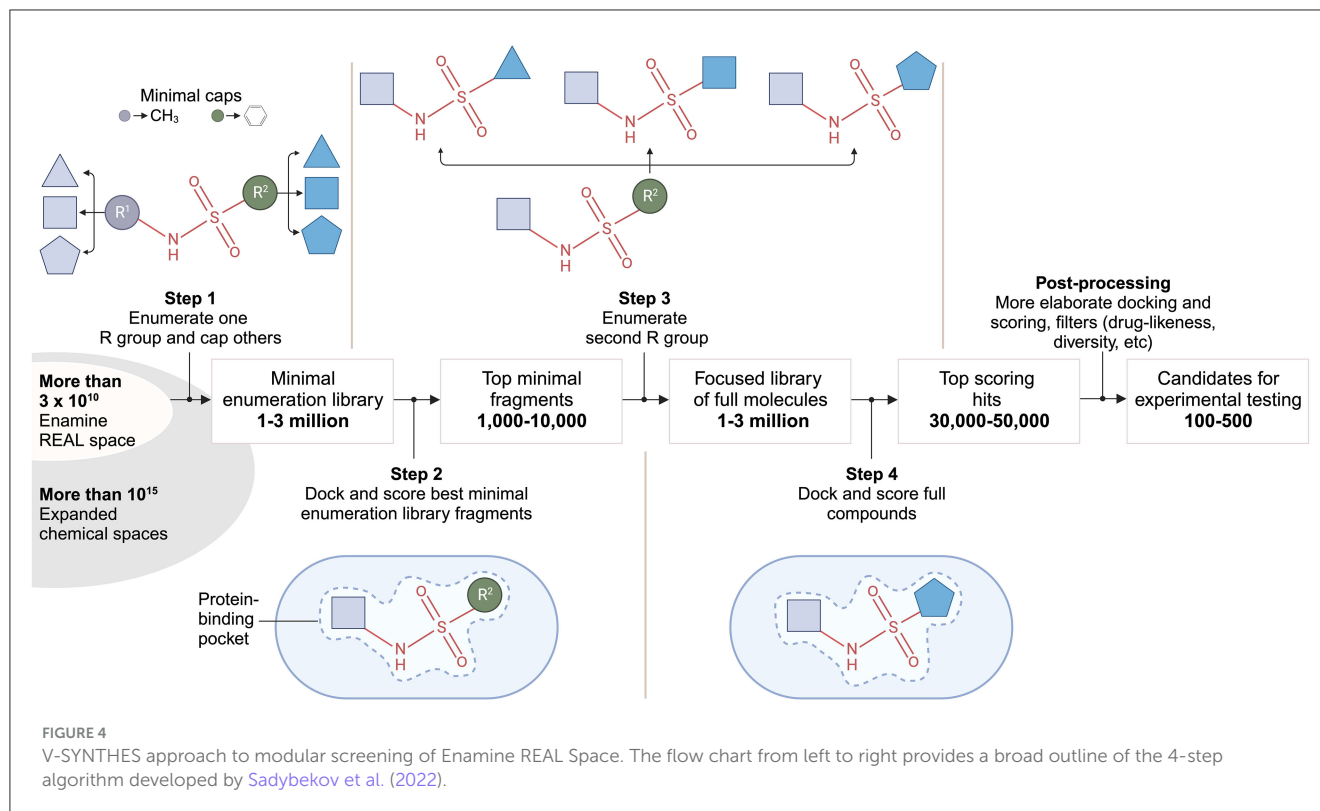 Minimal caps
CH₃
R¹
N
H
S
O
O
R²
N
H
S
O
O
N
H
S
O
O
N
H
S
O
O
N
H
S
O
O
R²
Step 1
Enumerate one
R group and cap others
Step 3
Enumerate
second R group
Post-processing
More elaborate docking and
scoring, filters (drug-likeness,
diversity, etc)
More than
3 x 10¹⁰
Enamine
REAL space
Minimal
enumeration library
1-3 million
Top minimal
fragments
1,000-10,000
Focused library
of full molecules
1-3 million
Top scoring
hits
30,000-50,000
Candidates for
experimental testing
100-500
More than 10¹⁵
Expanded
chemical spaces
Step 2
Dock and score best minimal
enumeration library fragments
Step 4
Dock and score full
compounds
Protein-
binding
pocket
N
H
S
O
O
R²
N
H
S
O
O
FIGURE 4
V-SYNTHES approach to modular screening of Enamine REAL Space. The flow chart from left to right provides a broad outline of the 4-step
algorithm developed by Sadybekov et al. (2022).